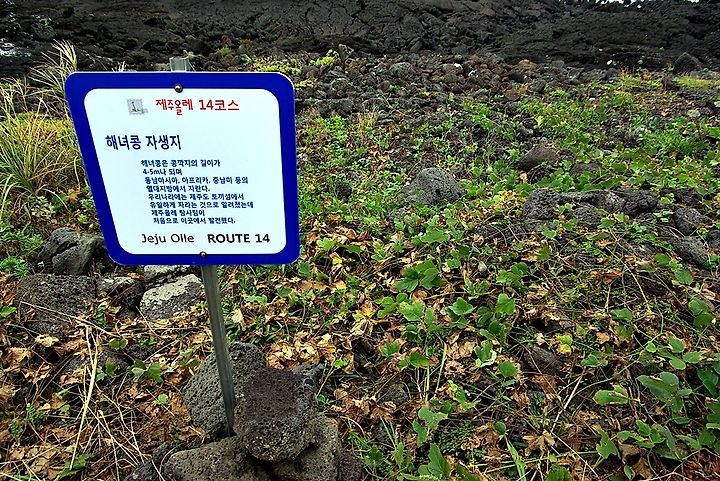 제주올레 14코스
해녀콩 자생지
해녀콩은 콩깍지의 길이가
4-5m나 되며
동남아시아, 아프리카, 중남미 등의
열대지방에서 자란다.
우리나라에는 제주도 토끼섬에서
유일하게 자라는 것으로 알려졌는데
제주올레 탐사팀이
처음으로 발견했다.
Jeju Olle ROUTE 14